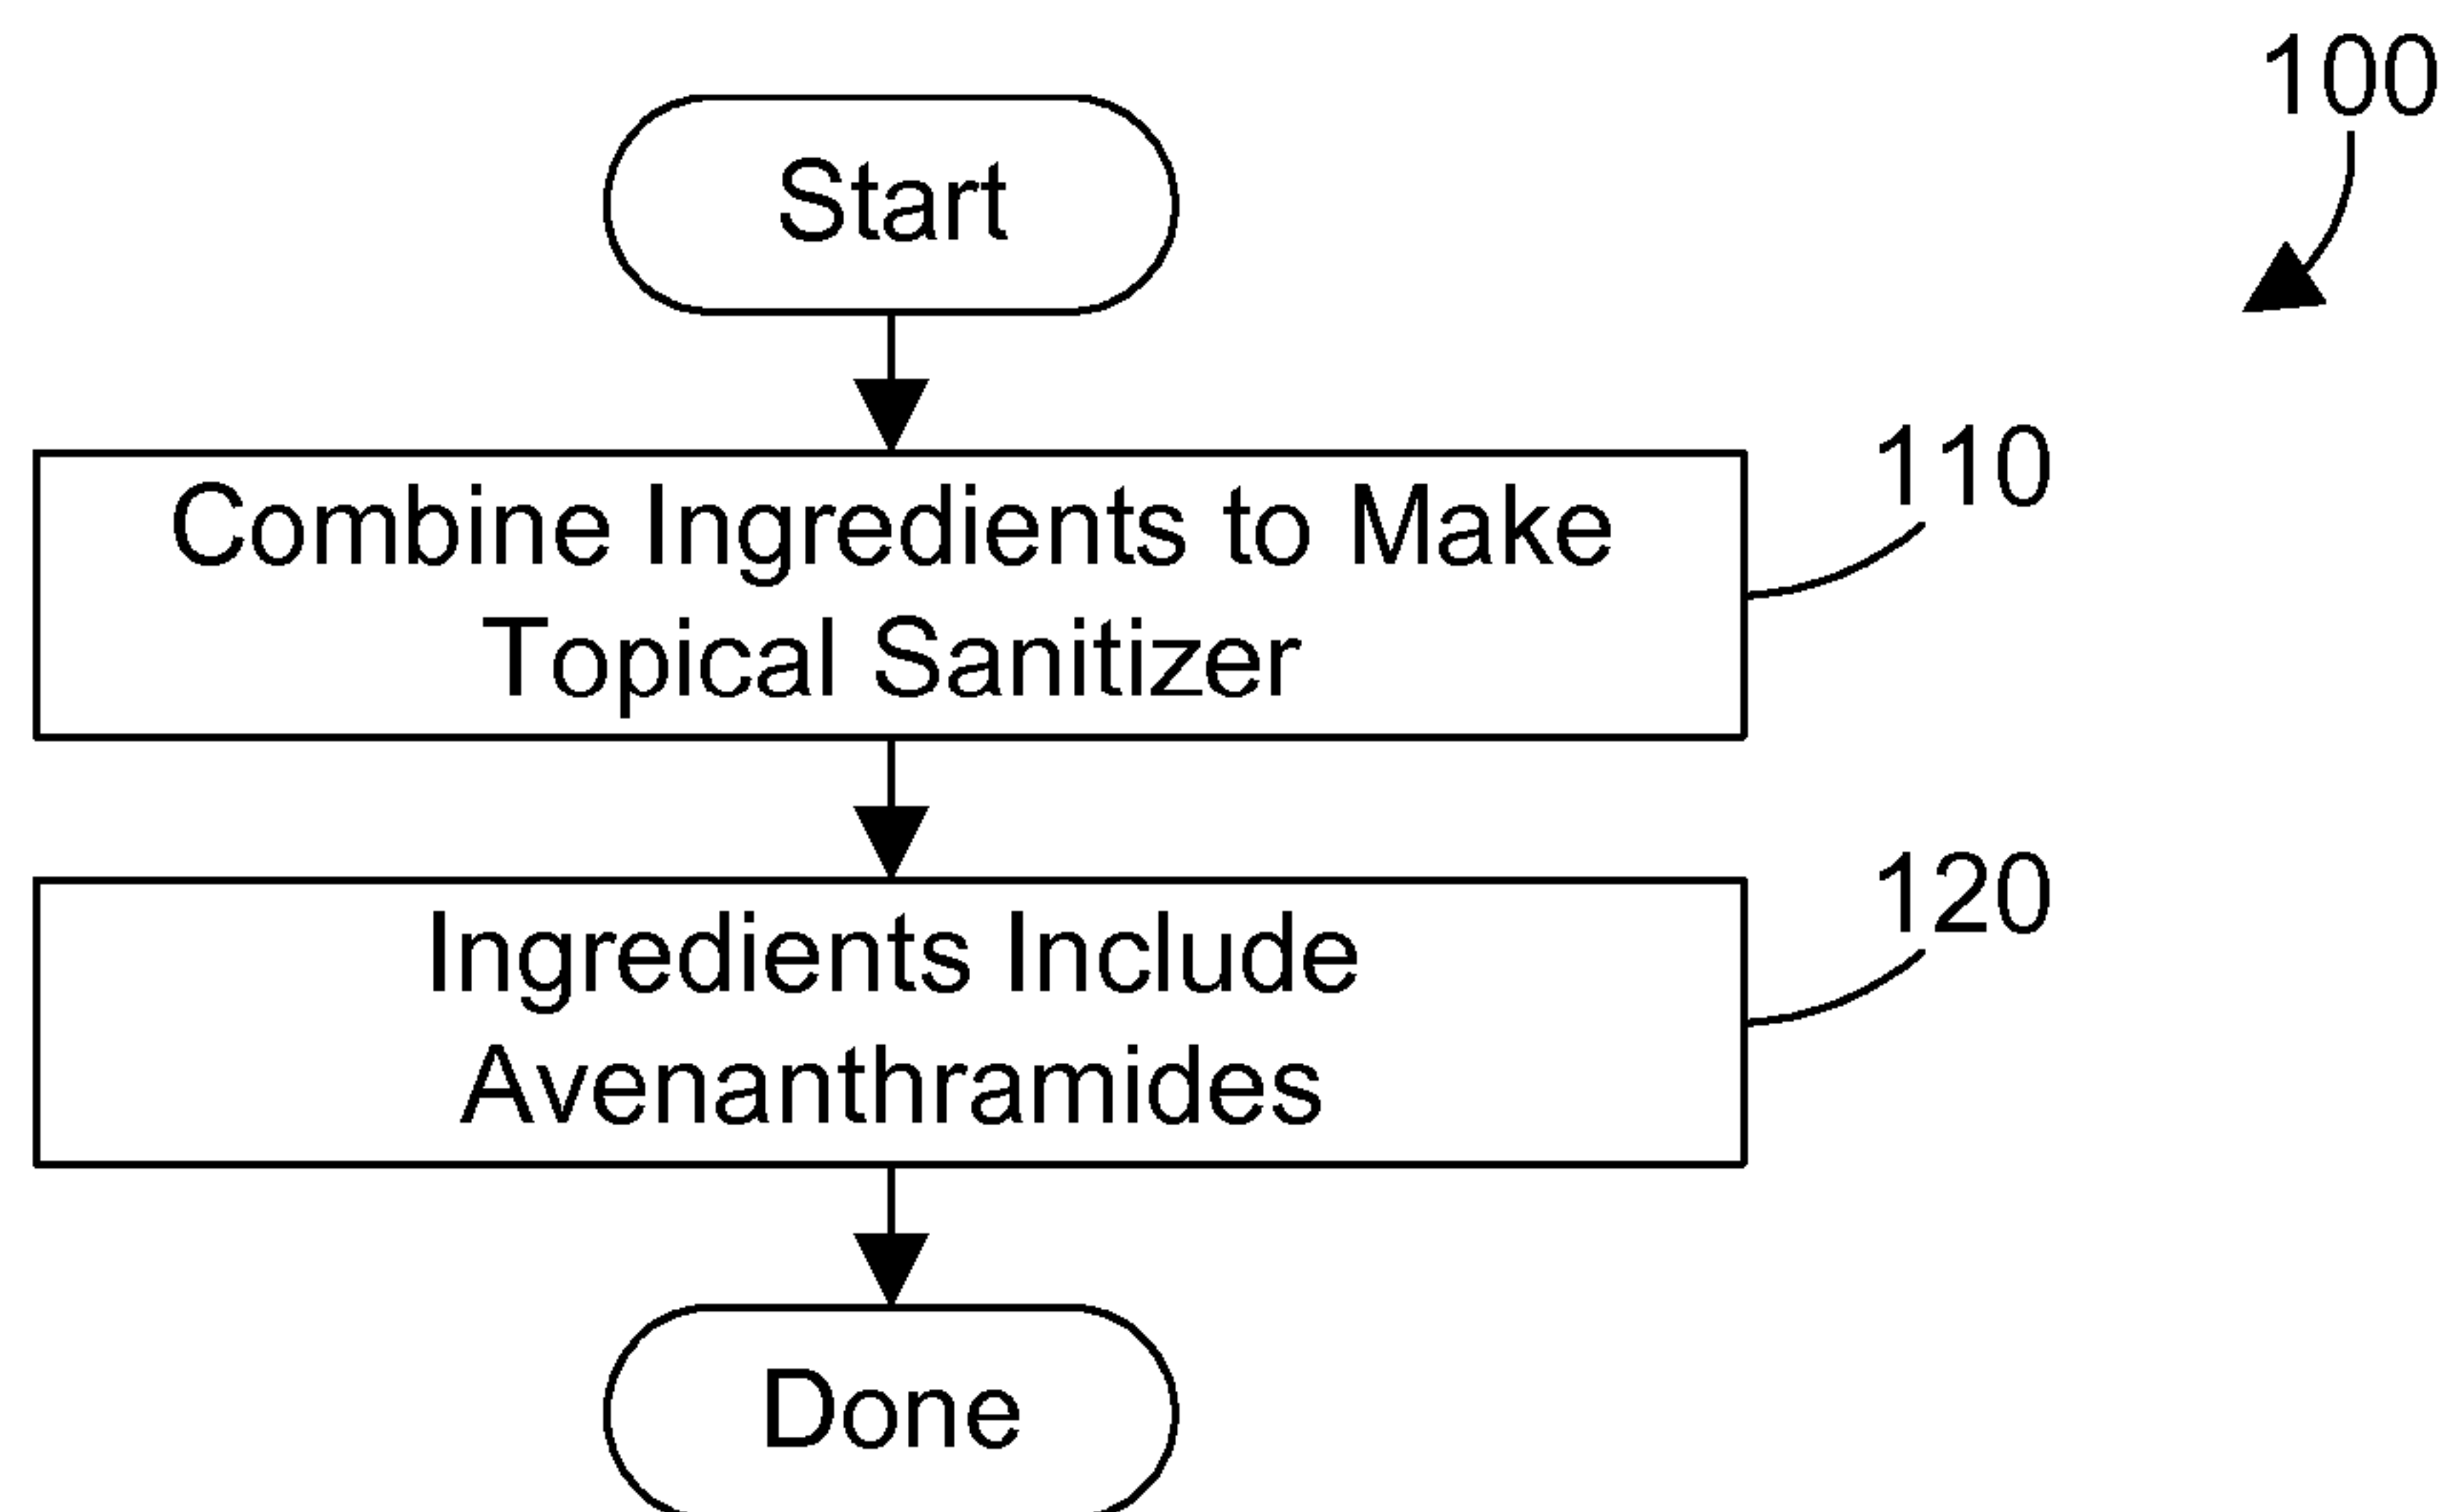 100
Start
110
Combine Ingredients to Make
Topical Sanitizer
120
Ingredients Include
Avenanthramides
Done